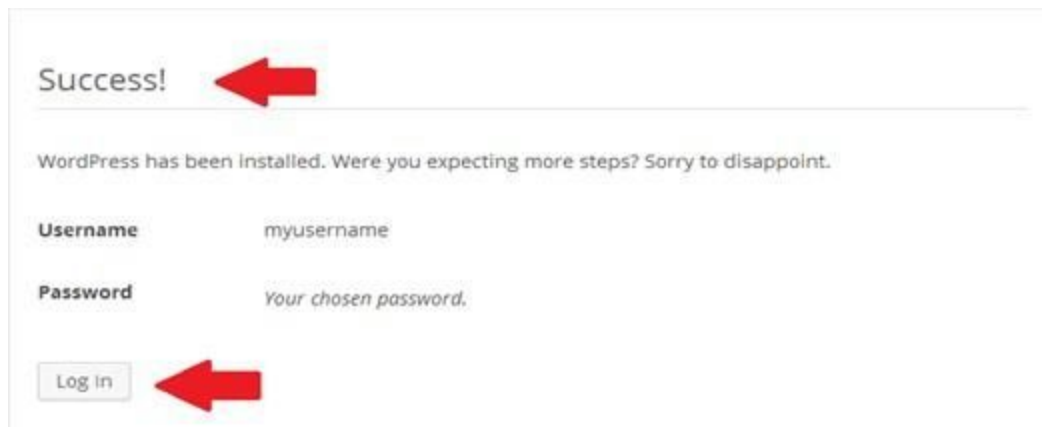 Success!
WordPress has been installed. Were you expecting more steps? Sorry to disappoint.
Username myusername
Password Your chosen password.
Log In